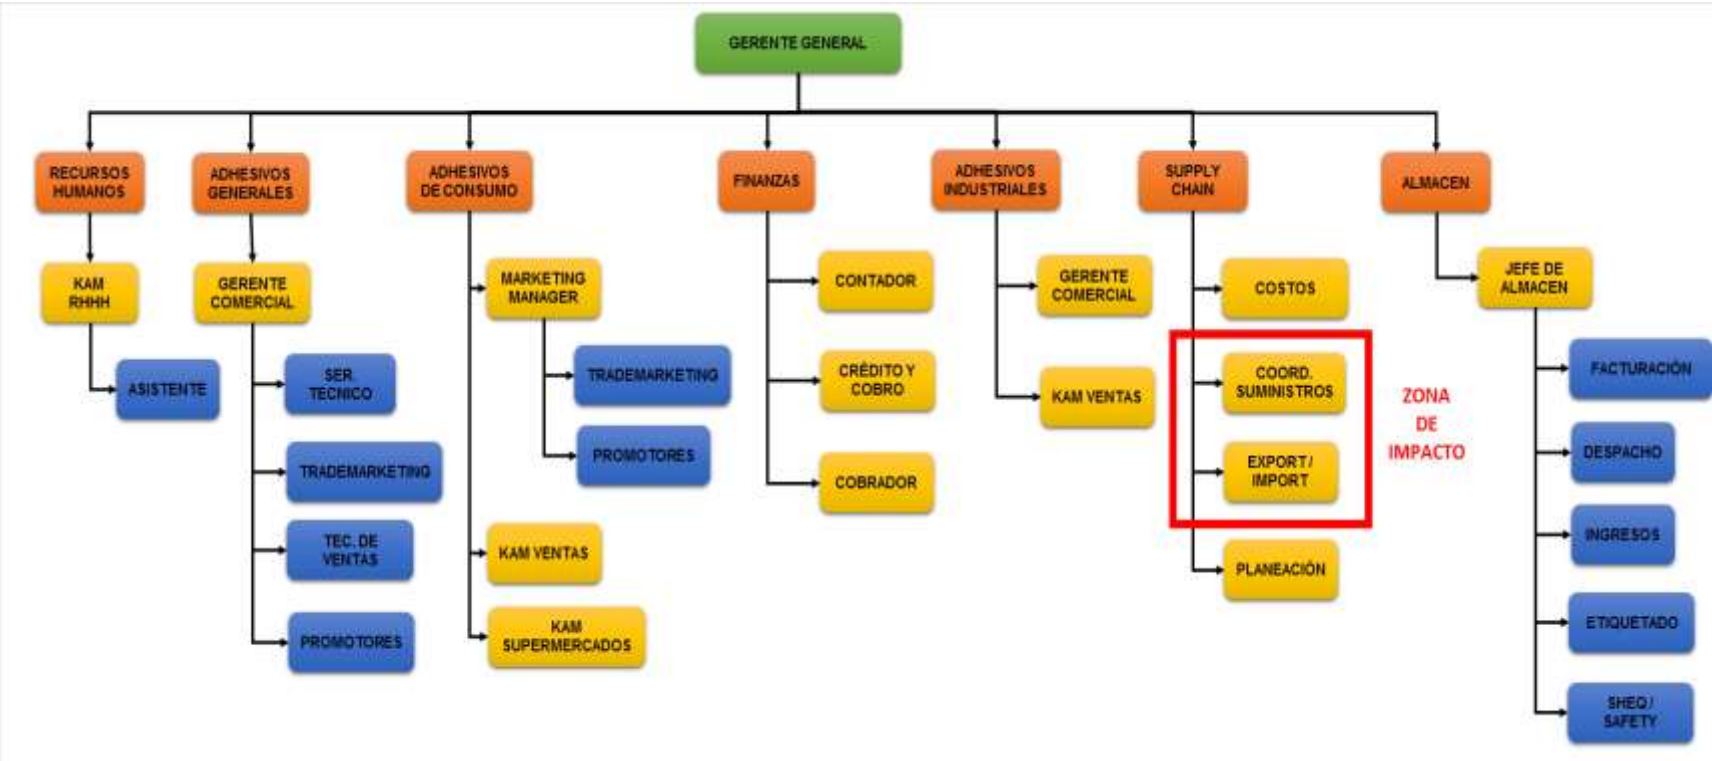 GERENTE GENERAL
RECURSOS
HUMANOS
ADHESIVOS
GENERALES
ADHESIVOS
DE CONSUMO
FINANZAS
ADHESIVOS
INDUSTRIALES
SUPPLY
CHAIN
ALMACEN
KAM
RHHH
ASISTENTE
GERENTE
COMERCIAL
SER.
TECNICO
TRADEMARKETING
TEC. DE
VENTAS
PROMOTORES
MARKETING
MANAGER
TRADEMARKETING
PROMOTORES
KAM VENTAS
KAM
SUPERMERCADOS
CONTADOR
CRÉDITO Y
COBRO
COBRADOR
GERENTE
COMERCIAL
KAM VENTAS
COSTOS
COORD.
SUMINISTROS
EXPORT /
IMPORT
PLANEACIÓN
ZONA
DE
IMPACTO
JEFE DE
ALMACEN
FACTURACIÓN
DESPACHO
INGRESOS
ETIQUETADO
SHEQ /
SAFETY